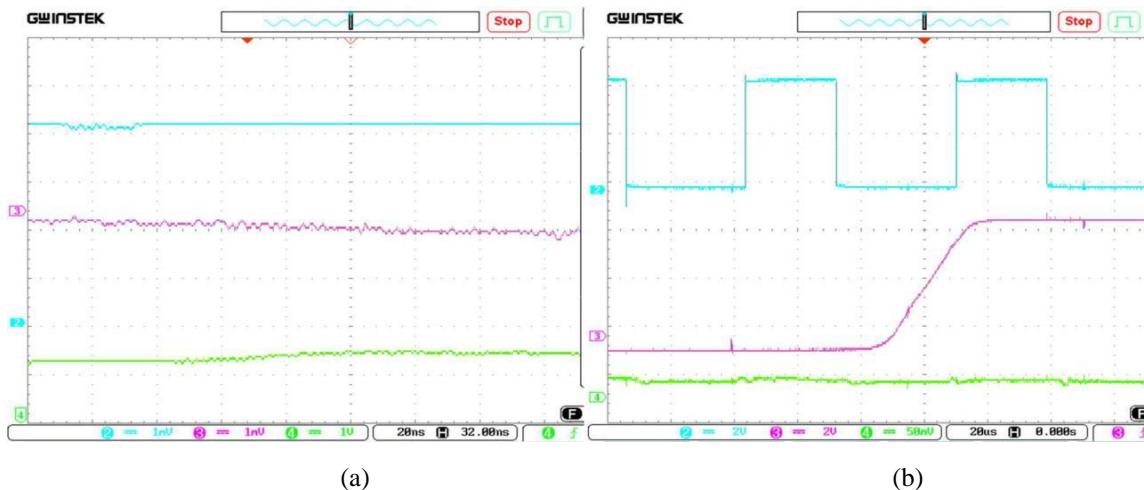 GWINSTEK Stop
3
2
4
F
2 1mV 3 1mV 4 1V 20ns H 32.00ns 4
(a)
GWINSTEK Stop
2
3
4
F
2 2V 3 2V 4 50mV 20us H 0.000s 3
(b)